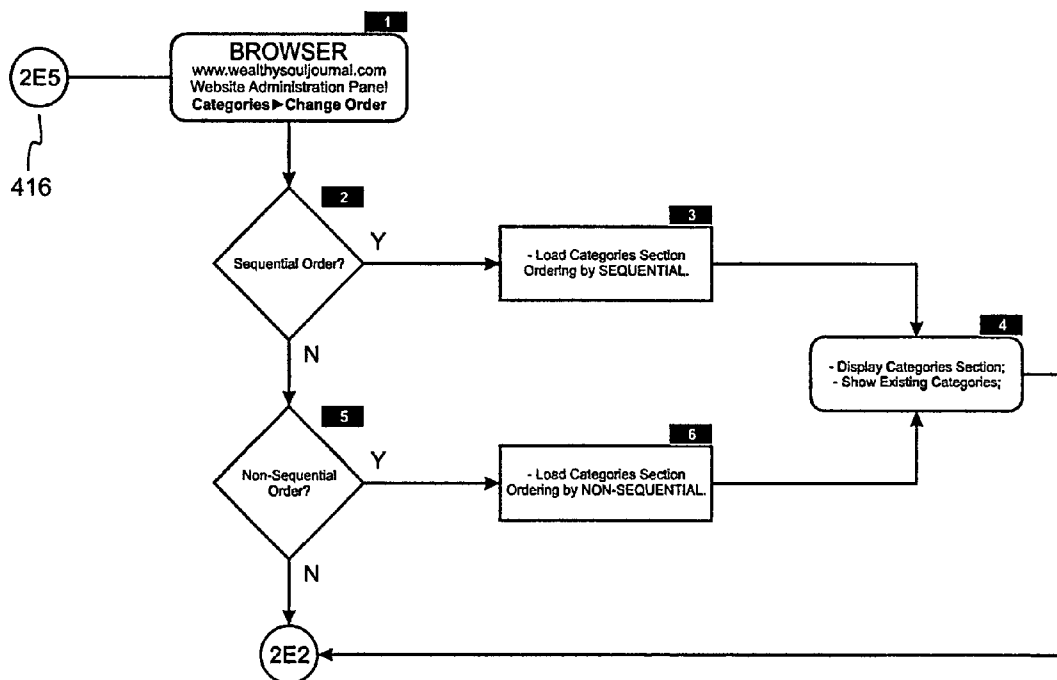 1
BROWSER
www.wealthysouljournal.com
Website Administration Panel
Categories ▶ Change Order
2E5
416
2
Sequential Order?
Y
N
3
- Load Categories Section
Ordering by SEQUENTIAL.
4
- Display Categories Section;
- Show Existing Categories;
5
Non-Sequential
Order?
Y
N
6
- Load Categories Section
Ordering by NON-SEQUENTIAL.
2E2